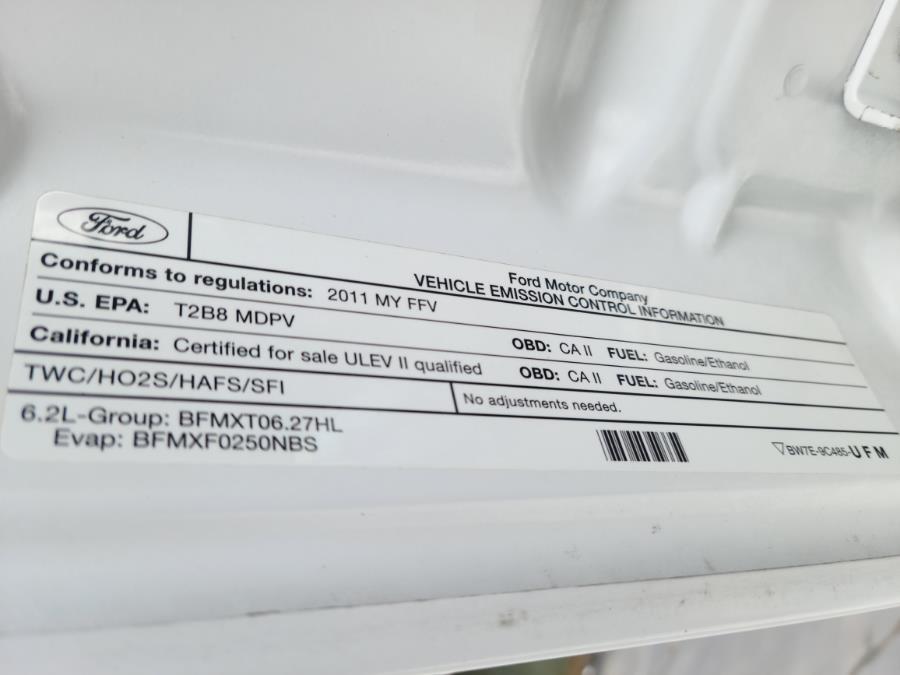 Ford
Ford Motor Company
VEHICLE EMISSION CONTROL INFORMATION
Conforms to regulations: 2011 MY FFV
U.S. EPA: T2B8 MDPV OBD: CA II FUEL: Gasoline/Ethanol
California: Certified for sale ULEV II qualified OBD: CA II FUEL: Gasoline/Ethanol
TWC/HO2S/HAFS/SFI
No adjustments needed.
6.2L-Group: BFMXT06.27HL
Evap: BFMXF0250NBS
BW7E-9C485-UFM